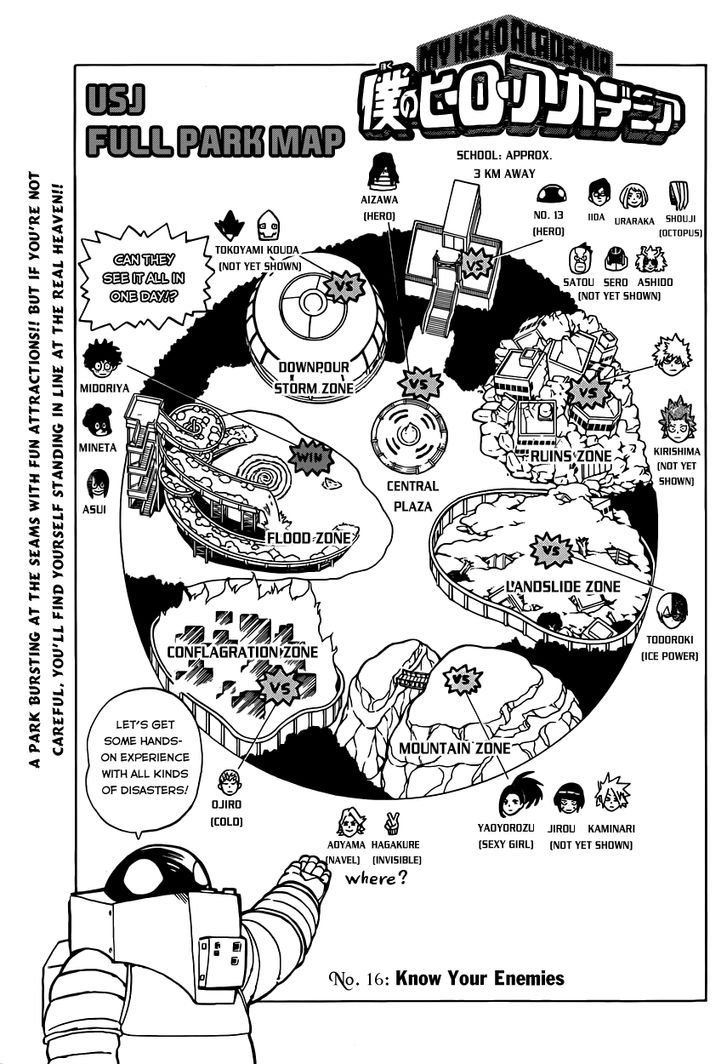 MY HERO ACADEMIA
僕のヒーローアカデミア
USJ
FULL PARK MAP
A PARK BURSTING AT THE SEAMS WITH FUN ATTRACTIONS!! BUT IF YOU'RE NOT
CAREFUL, YOU'LL FIND YOURSELF STANDING IN LINE AT THE REAL HEAVEN!!
CAN THEY
SEE IT ALL IN
ONE DAY!?
SCHOOL: APPROX.
3 KM AWAY
AIZAWA
(HERO)
NO. 13
(HERO)
IIDA
URARAKA
SHOUJI
(OCTOPUS)
TOKOYAMI KOUDA
(NOT YET SHOWN)
SATOU SERO ASHIDO
(NOT YET SHOWN)
VS
VS
VS
VS
DOWNPOUR
STORM ZONE
MIDORIYA
MINETA
ASUI
WIN
FLOOD ZONE
CENTRAL
PLAZA
RUINS ZONE
KIRISHIMA
(NOT YET
SHOWN)
VS
LANDSLIDE ZONE
TODOROKI
(ICE POWER)
CONFLAGRATION ZONE
VS
VS
MOUNTAIN ZONE
LET'S GET
SOME HANDS-
ON EXPERIENCE
WITH ALL KINDS
OF DISASTERS!
OJIRO
(COLD)
AOYAMA HAGAKURE
(NAVEL) (INVISIBLE)
where?
YAOYOROZU JIROU KAMINARI
(SEXY GIRL) (NOT YET SHOWN)
No. 16: Know Your Enemies